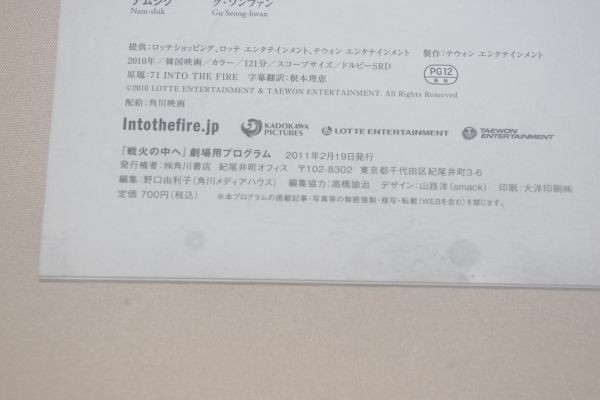 ナムシク ク・ソンファン
Nam-shik Gu Seong-hwan
提供：ロッテショッピング、ロッテ エンタテインメント、テウォン エンタテインメント 製作：テウォン エンタテインメント
2010年／韓国映画／カラー／121分／スコープサイズ／ドルビーSRD
原題：71 INTO THE FIRE 字幕翻訳：根本理恵
PG12
©2010 LOTTE ENTERTAINMENT & TAEWON ENTERTAINMENT. All Rights Reserved
配給：角川映画
Intothefire.jp KADOKAWA PICTURES LOTTE ENTERTAINMENT TAEWON ENTERTAINMENT
『戦火の中へ』劇場用プログラム 2011年2月19日発行
発行権者：㈱角川書店 紀尾井町オフィス 〒102-8302 東京都千代田区紀尾井町3-6
編集：野口由利子（角川メディアハウス） 編集協力：高橋諭治 デザイン：山路洋（smack） 印刷：大洋印刷㈱
定価 700円（税込） ※本プログラムの掲載記事・写真等の無断複製・複写・転載（WEBを含む）を禁じます。